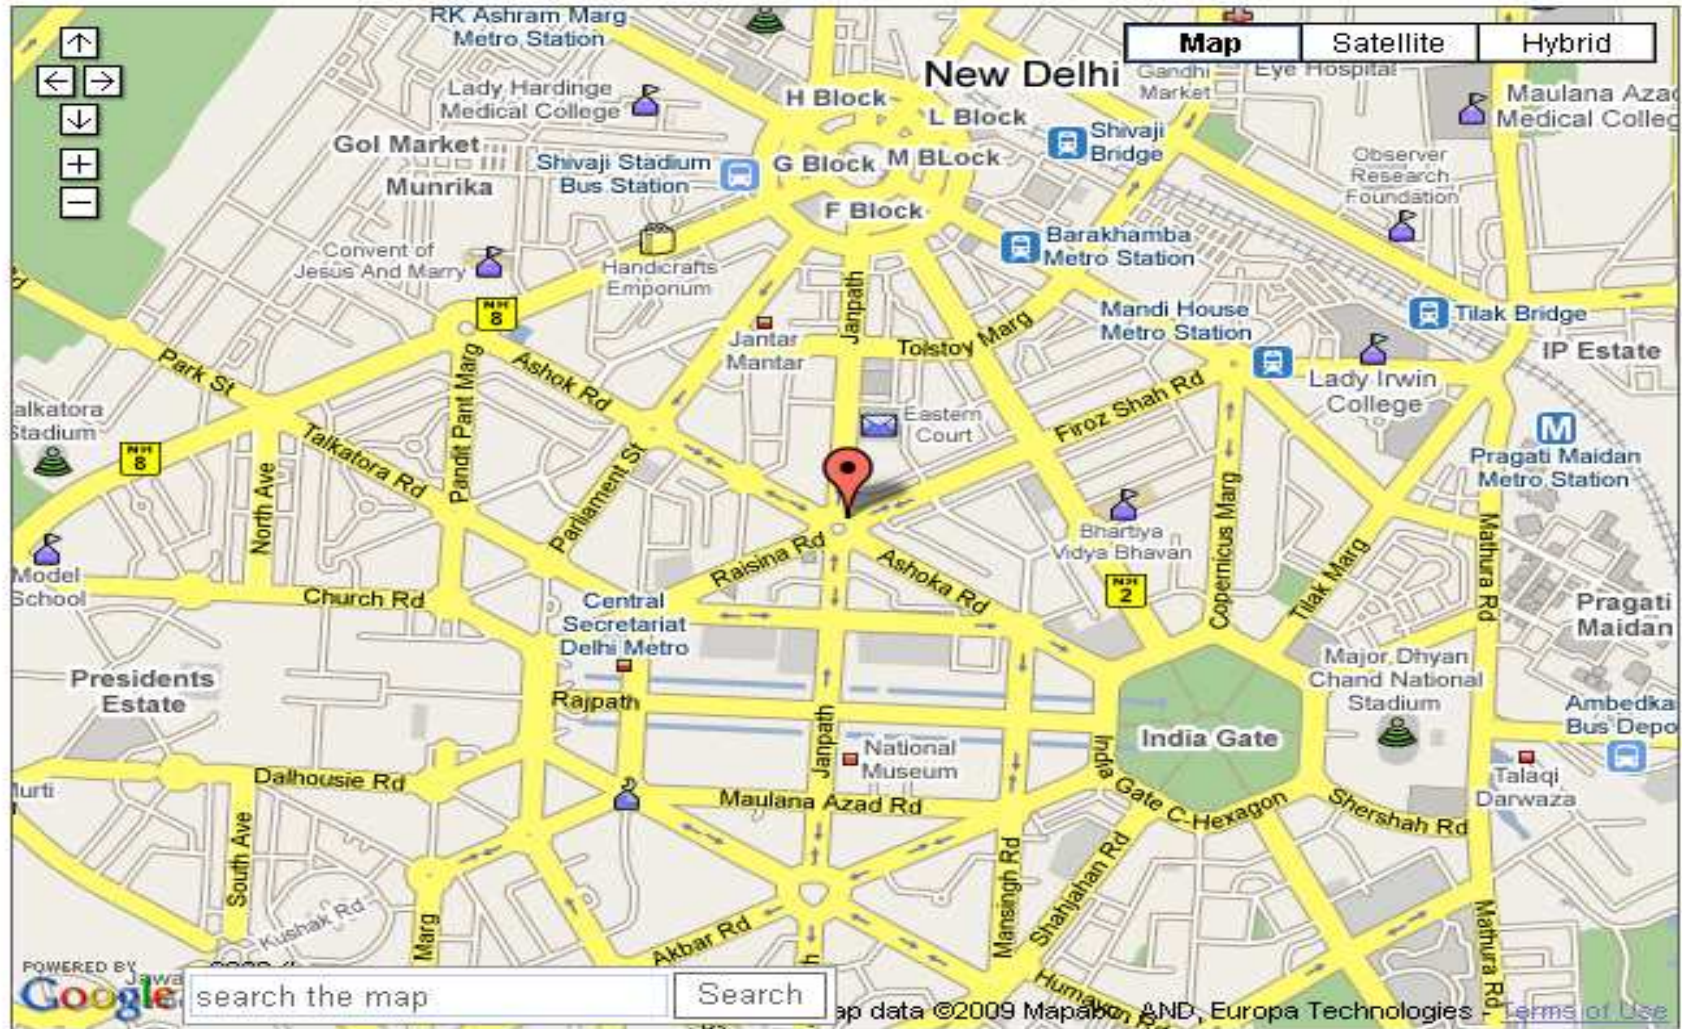 RK Ashram Marg
Metro Station
Map
Satellite
Hybrid
New Delhi
Gandhi
Market
Eye Hospital
Lady Hardinge
Medical College
H Block
L Block
Maulana Azad
Medical Colleg
Gol Market
Shivaji
Bridge
Munrika
Shivaji Stadium
Bus Station
G Block
M BLock
Observer
Research
Foundation
F Block
Convent of
Jesus And Marry
Handicrafts
Emporium
Barakhamba
Metro Station
Janpath
NH
8
Mandi House
Metro Station
Tilak Bridge
Jantar
Mantar
Tolstoy Marg
IP Estate
Park St
Pandit Pant Marg
Ashok Rd
Lady Irwin
College
Firoz Shah Rd
alkatora
Stadium
Eastern
Court
NH
8
Talkatora Rd
Parliament St
Pragati Maidan
Metro Station
M
North Ave
Copernicus Marg
Bhartiya
Vidya Bhavan
Mathura Rd
Raisina Rd
Ashoka Rd
Tilak Marg
Model
School
Church Rd
NH
2
Central
Secretariat
Delhi Metro
Pragati
Maidan
Presidents
Estate
Major Dhyan
Chand National
Stadium
Rajpath
Ambedka
Bus Depo
Janpath
National
Museum
India Gate
India Gate C-Hexagon
Talaqi
Darwaza
Dalhousie Rd
urti
Maulana Azad Rd
Shershah Rd
South Ave
Mansingh Rd
Shahjahan Rd
Kushak Rd
Marg
Akbar Rd
Mathura Rd
Humayun Rd
POWERED BY
Google
Jawa
search the map
Search
ap data ©2009 Mapabc, AND, Europa Technologies - Terms of Use